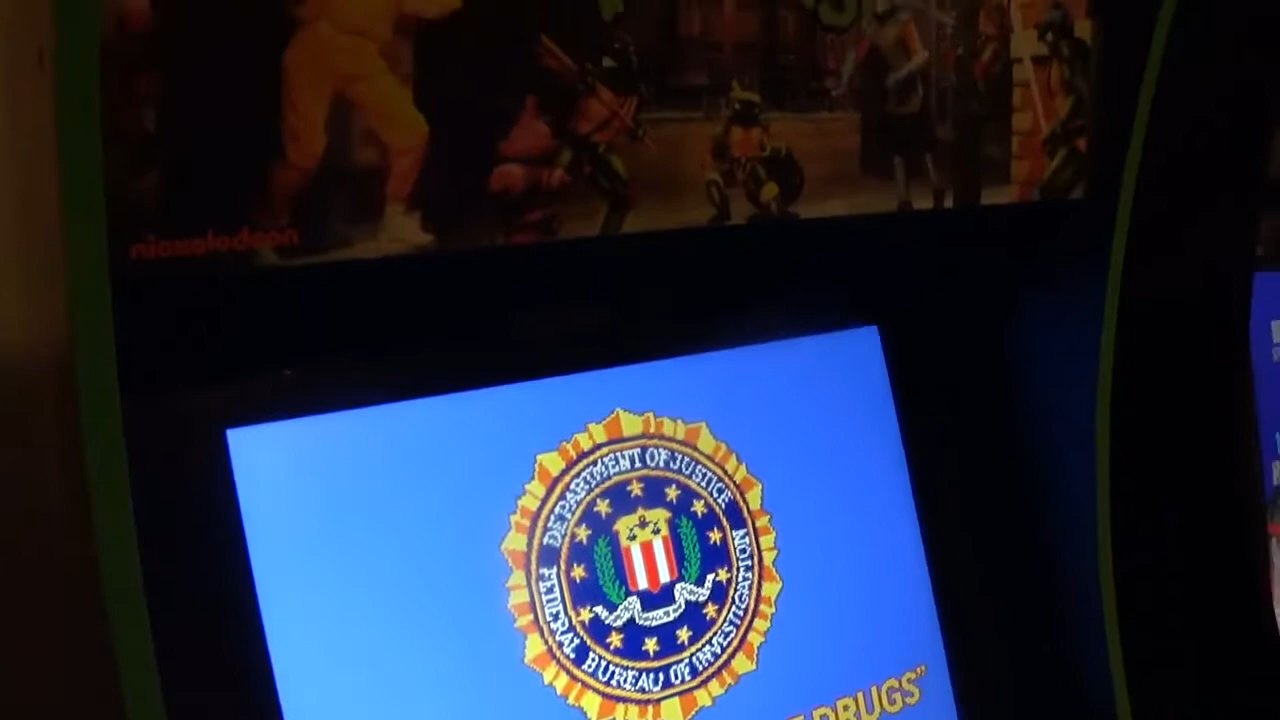 nickelodeon
DEPARTMENT OF JUSTICE
FEDERAL BUREAU OF INVESTIGATION
DRUGS"